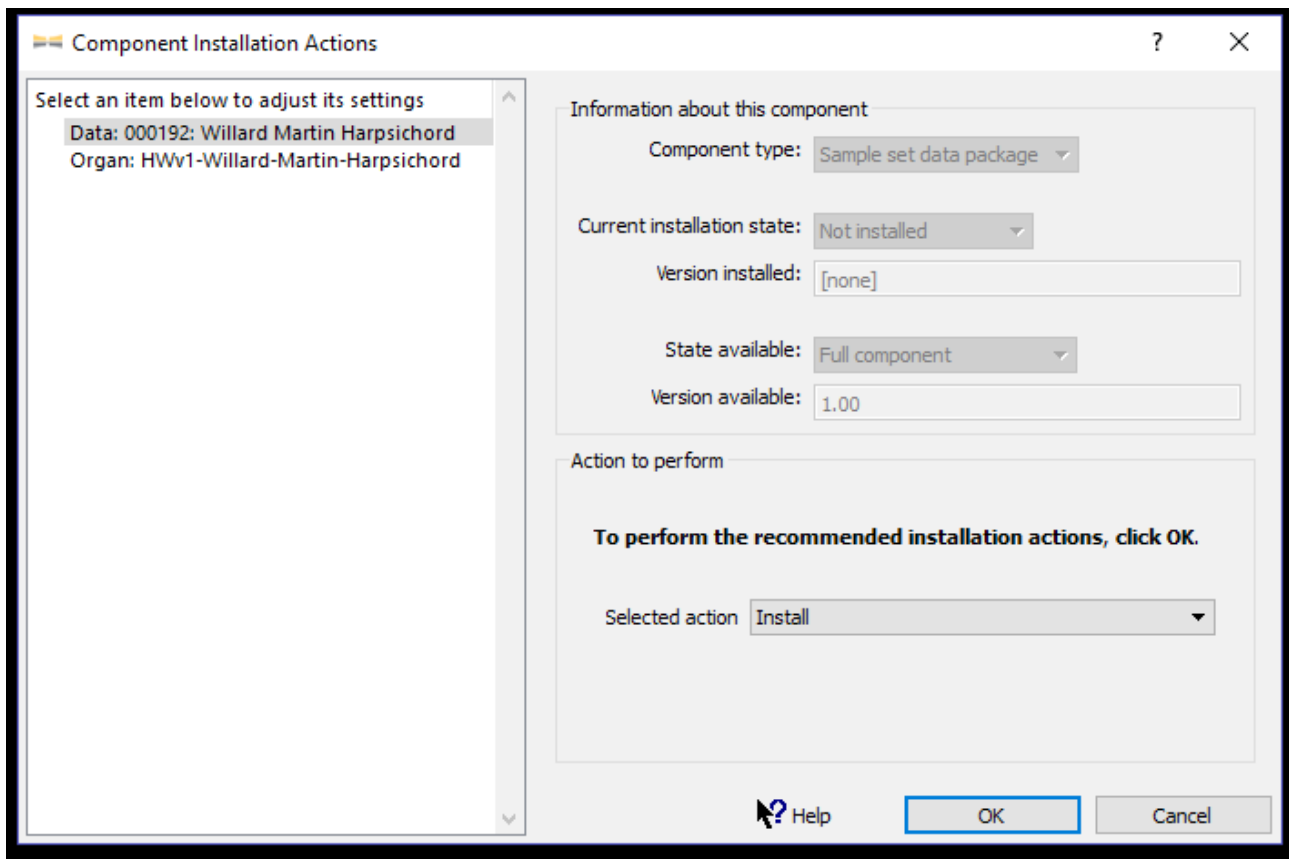 Component Installation Actions
?
Select an item below to adjust its settings
Data: 000192: Willard Martin Harpsichord
Organ: HWv1-Willard-Martin-Harpsichord
Information about this component
Component type: Sample set data package
Current installation state: Not installed
Version installed: [none]
State available: Full component
Version available: 1.00
Action to perform
To perform the recommended installation actions, click OK.
Selected action Install
? Help
OK
Cancel